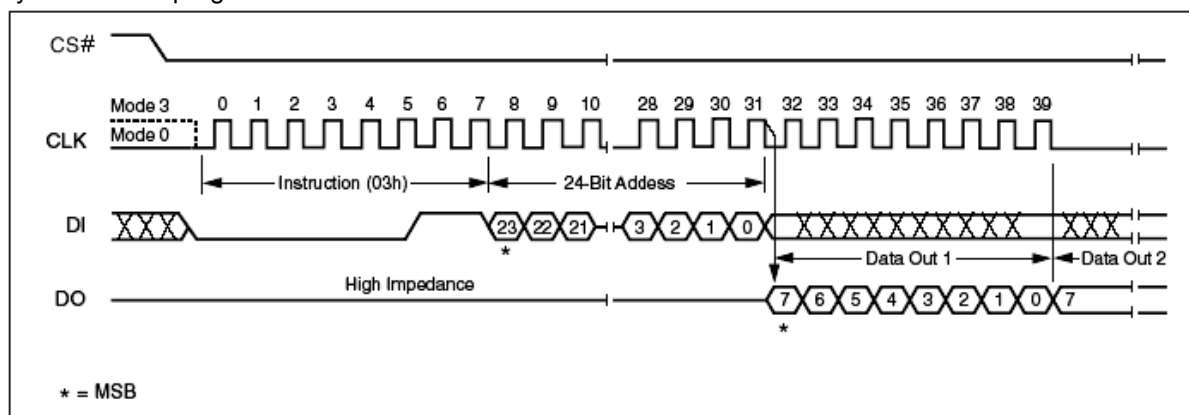 CS#
Mode 3 0 1 2 3 4 5 6 7 8 9 10 28 29 30 31 32 33 34 35 36 37 38 39
CLK Mode 0
Instruction (03h) 24-Bit Addess
DI 23 22 21 3 2 1 0
*
Data Out 1 Data Out 2
High Impedance
DO 7 6 5 4 3 2 1 0 7
*
* = MSB